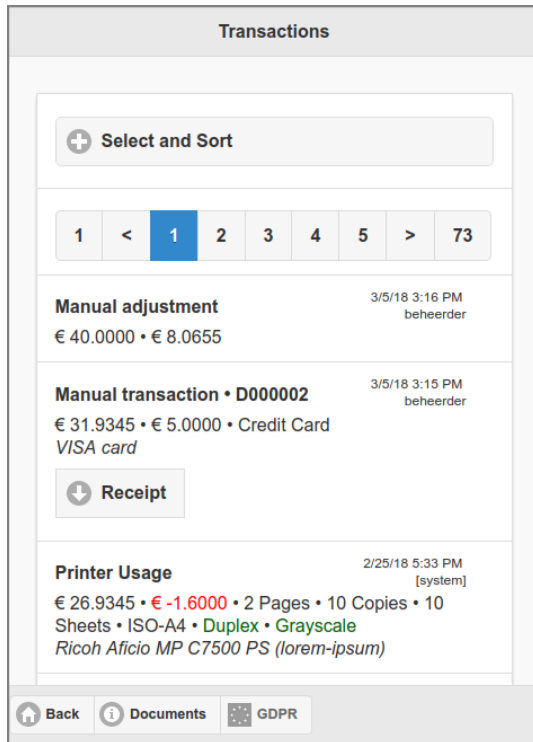 Transactions
Select and Sort
1 < 1 2 3 4 5 > 73
Manual adjustment
3/5/18 3:16 PM
beheerder
€ 40.0000 • € 8.0655
Manual transaction • D000002
3/5/18 3:15 PM
beheerder
€ 31.9345 • € 5.0000 • Credit Card
VISA card
Receipt
Printer Usage
2/25/18 5:33 PM
[system]
€ 26.9345 • € -1.6000 • 2 Pages • 10 Copies • 10
Sheets • ISO-A4 • Duplex • Grayscale
Ricoh Aficio MP C7500 PS (lorem-ipsum)
Back Documents GDPR